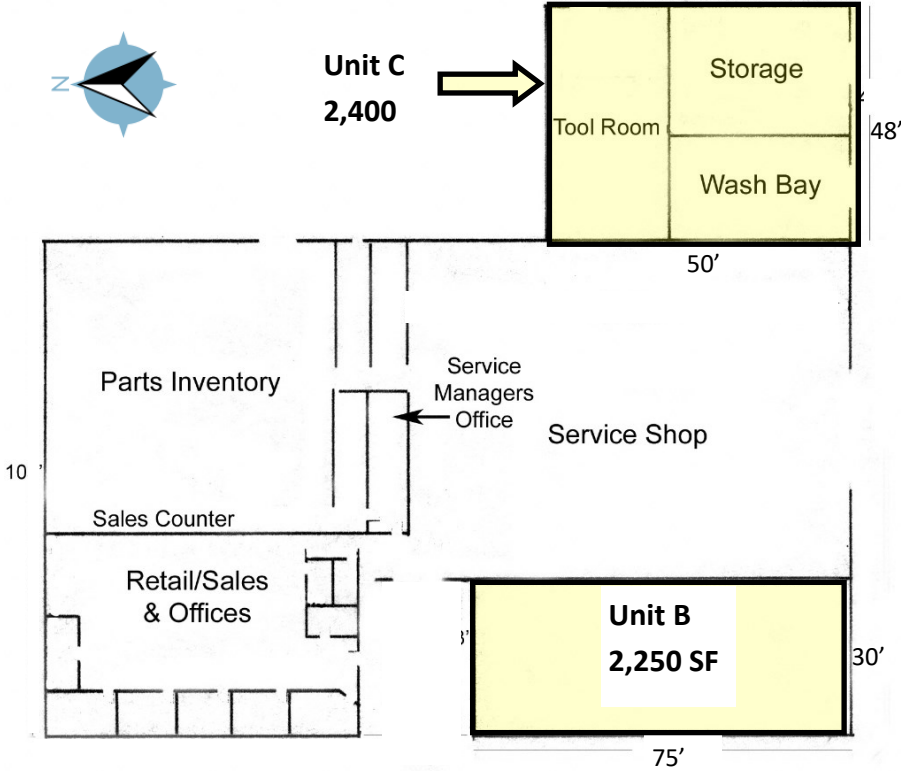 N
Unit C
2,400
Tool Room
Storage
Wash Bay
48’
50’
Parts Inventory
Service
Managers
Office
Service Shop
10 ’
Sales Counter
Retail/Sales
& Offices
Unit B
2,250 SF
30’
75’